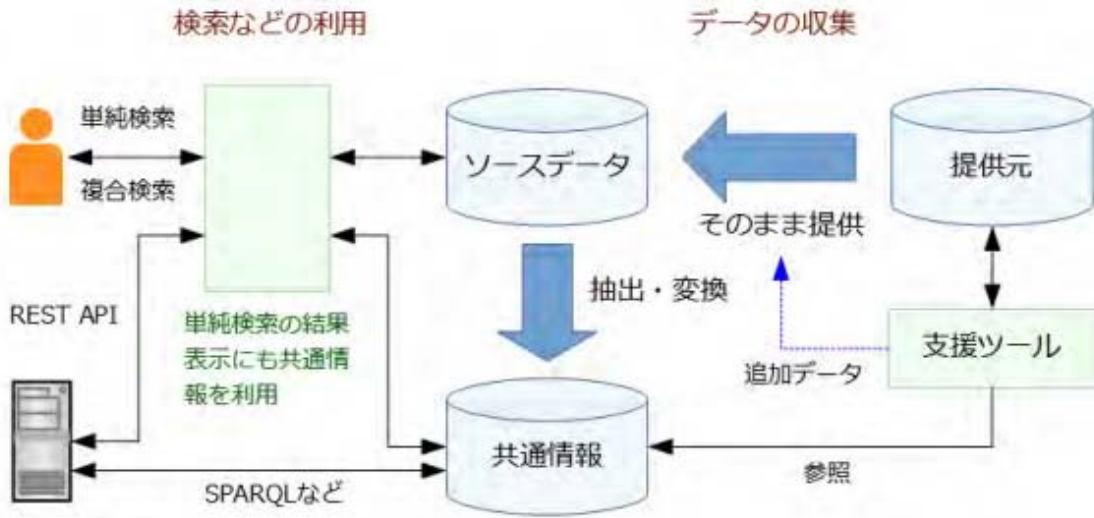 検索などの利用
データの収集
単純検索
複合検索
ソースデータ
提供元
そのまま提供
REST API
抽出・変換
単純検索の結果
表示にも共通情
報を利用
支援ツール
追加データ
共通情報
参照
SPARQLなど